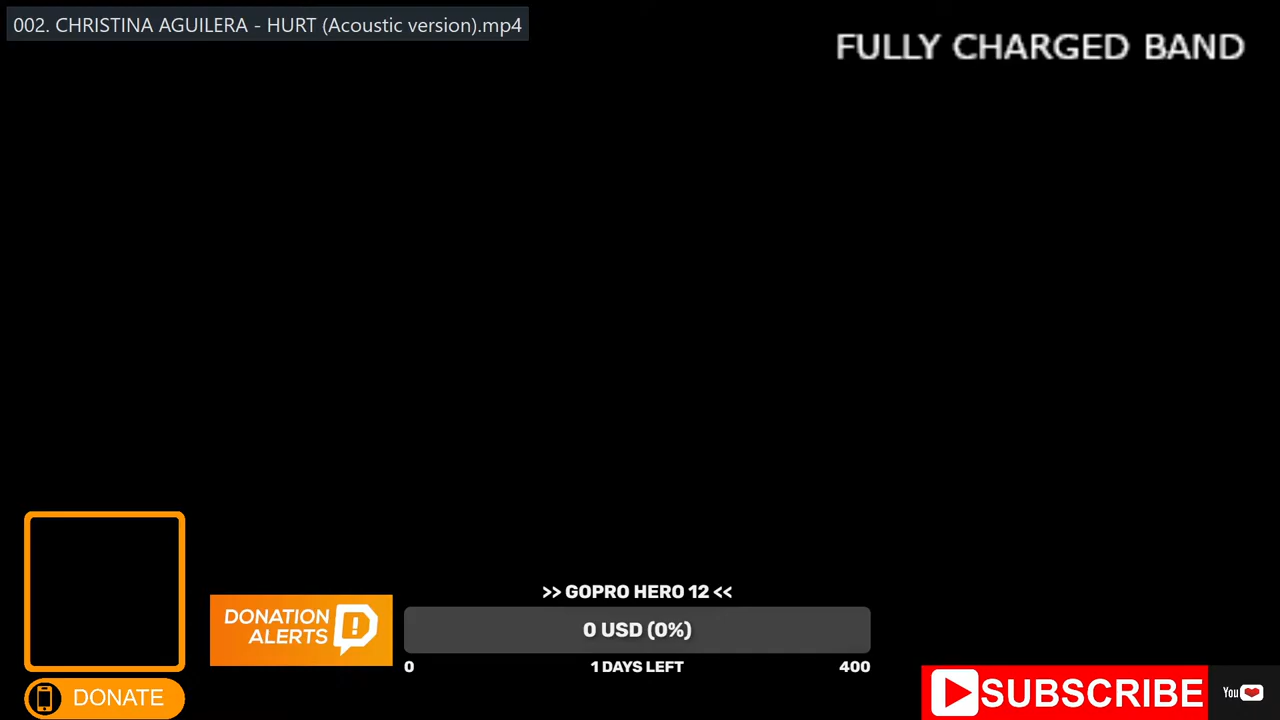 002. CHRISTINA AGUILERA - HURT (Acoustic version).mp4
FULLY CHARGED BAND
>> GOPRO HERO 12 <<
DONATION
ALERTS
0 USD (0%)
0
1 DAYS LEFT
400
DONATE
SUBSCRIBE
You